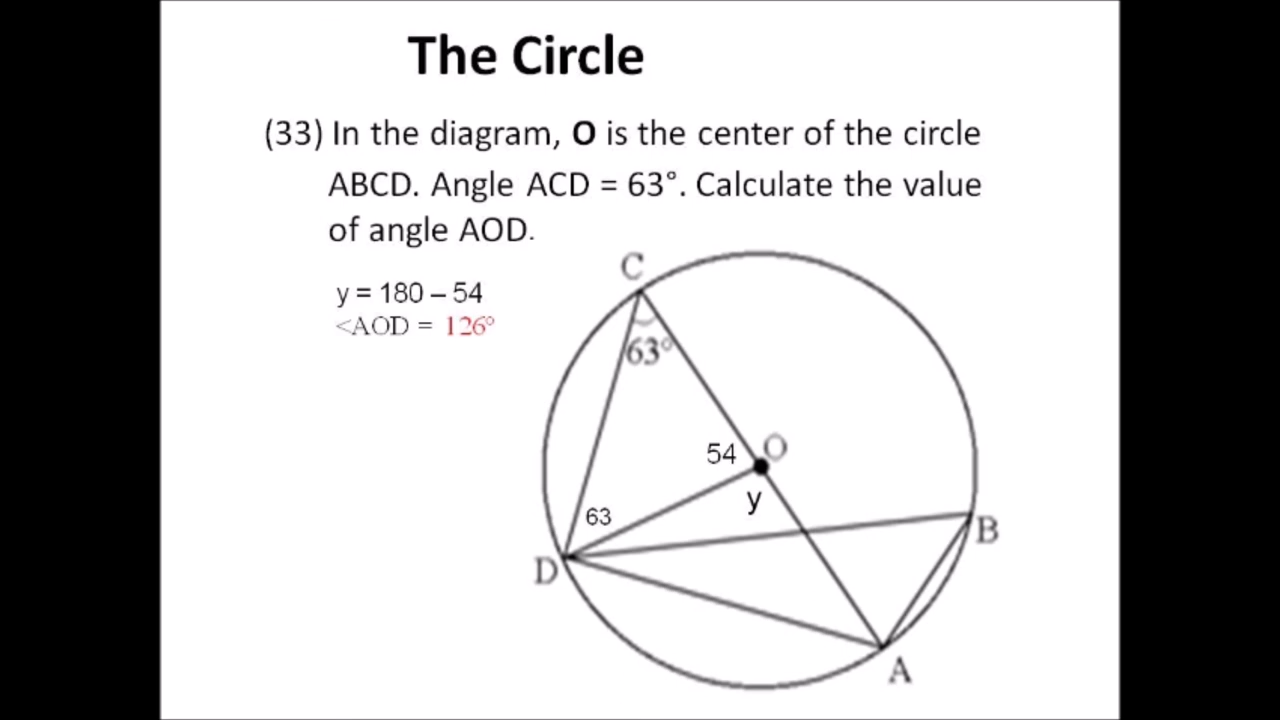 The Circle
(33) In the diagram, O is the center of the circle
ABCD. Angle ACD = 63°. Calculate the value
of angle AOD.
y = 180 – 54
<AOD = 126°
C
63°
54
O
y
63
B
D
A